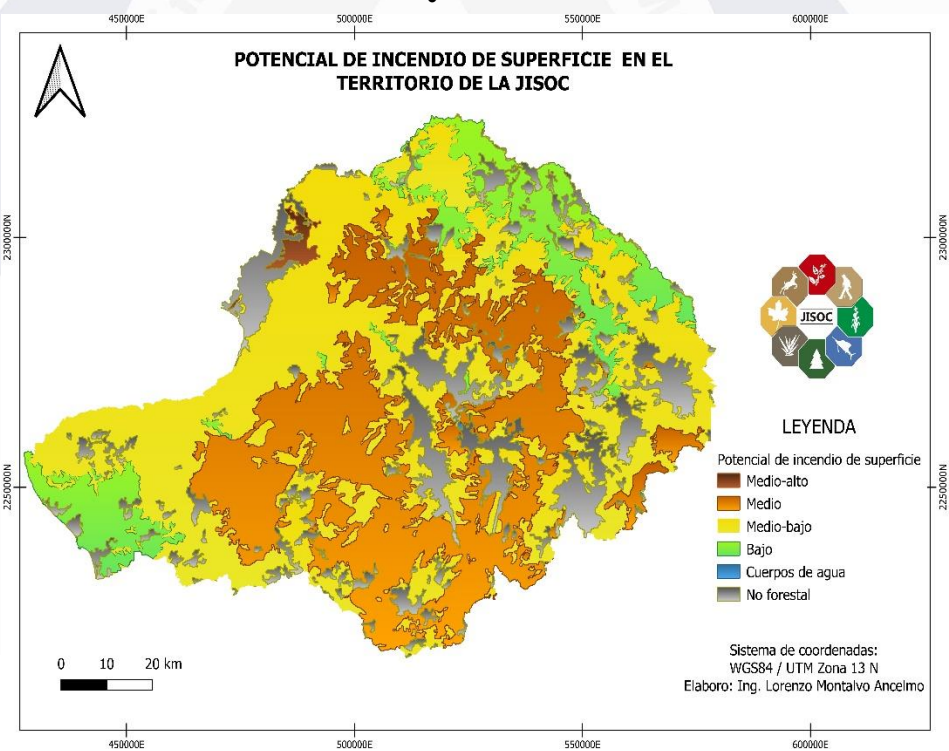 450000E 500000E 550000E 600000E
POTENCIAL DE INCENDIO DE SUPERFICIE EN EL
TERRITORIO DE LA JISOC
2300000N 2300000N
JISOC
LEYENDA
Potencial de incendio de superficie
Medio-alto
Medio
Medio-bajo
Bajo
Cuerpos de agua
No forestal
2250000N 2250000N
Sistema de coordenadas:
WGS84 / UTM Zona 13 N
Elaboro: Ing. Lorenzo Montalvo Ancelmo
0 10 20 km
450000E 500000E 550000E 600000E